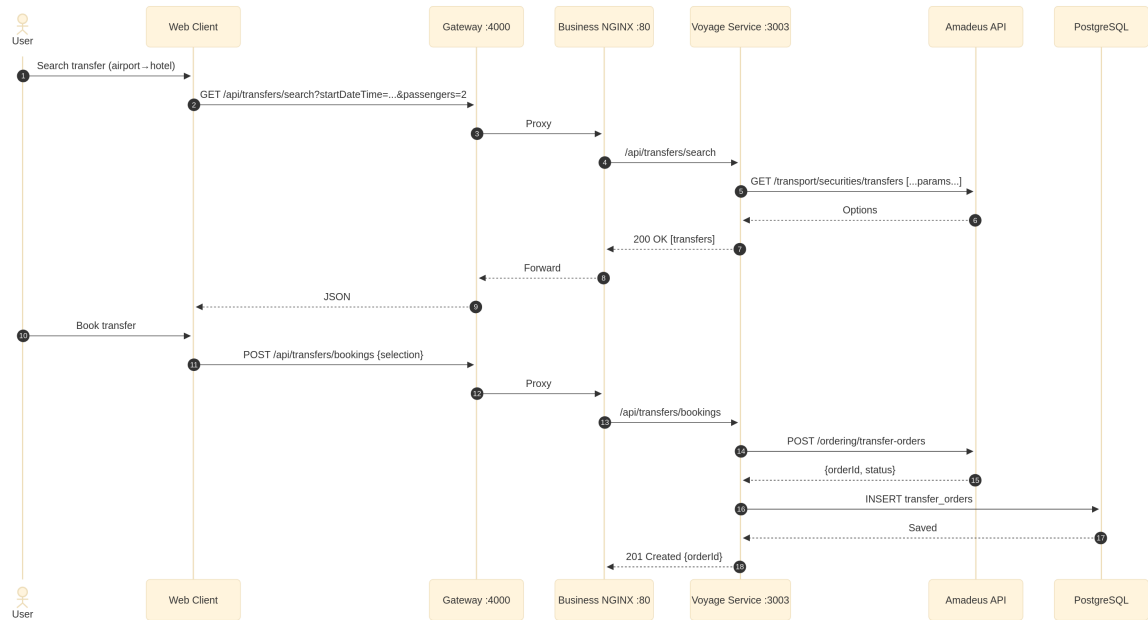 User
Web Client
Gateway :4000
Business NGINX :80
Voyage Service :3003
Amadeus API
PostgreSQL
1
Search transfer (airport→hotel)
2
GET /api/transfers/search?startDateTime=...&passengers=2
3
Proxy
4
/api/transfers/search
5
GET /transport/securities/transfers [...params...]
6
Options
7
200 OK [transfers]
8
Forward
9
JSON
10
Book transfer
11
POST /api/transfers/bookings {selection}
12
Proxy
13
/api/transfers/bookings
14
POST /ordering/transfer-orders
15
{orderId, status}
16
INSERT transfer_orders
17
Saved
18
201 Created {orderId}
User
Web Client
Gateway :4000
Business NGINX :80
Voyage Service :3003
Amadeus API
PostgreSQL